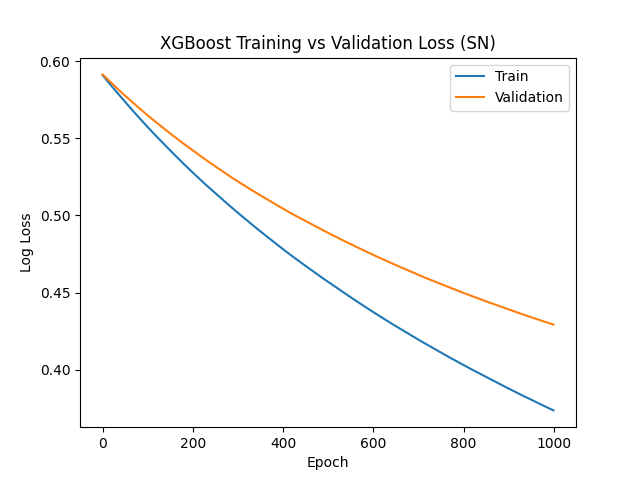 XGBoost Training vs Validation Loss (SN)
Train
Validation
Log Loss
0.60
0.55
0.50
0.45
0.40
0 200 400 600 800 1000
Epoch